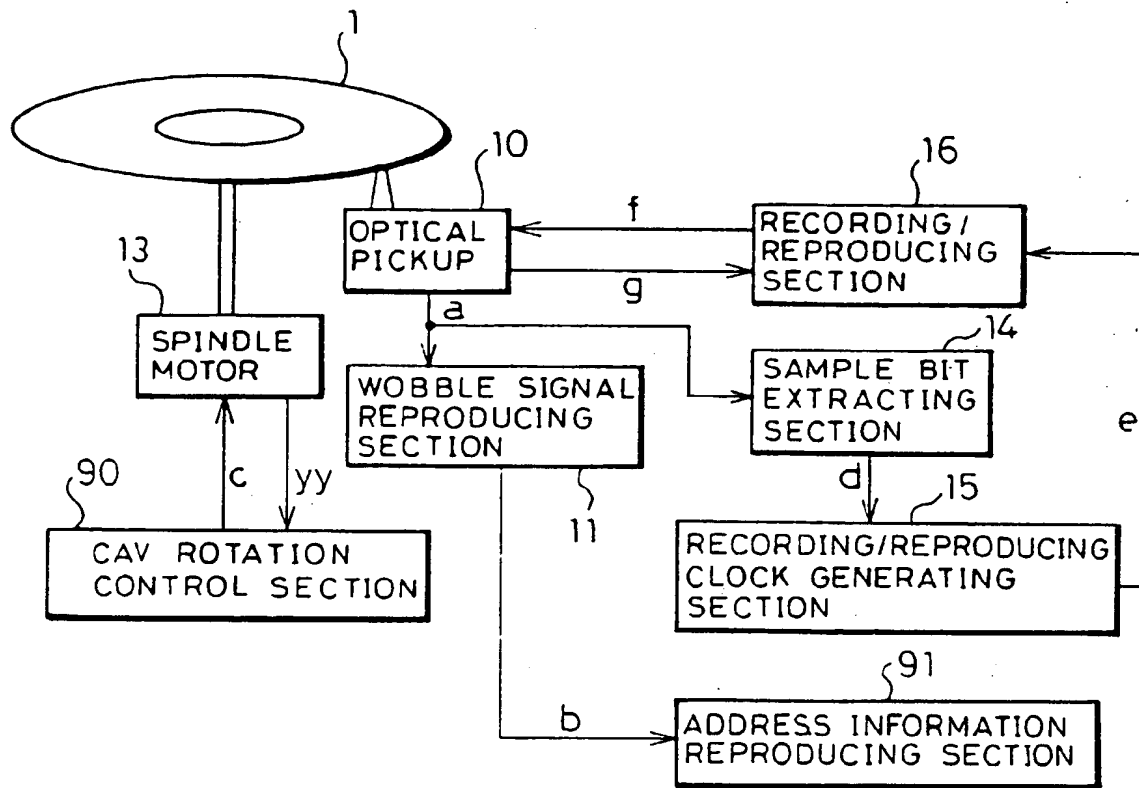 1
10
16
OPTICAL
PICKUP
f
g
RECORDING/
REPRODUCING
SECTION
13
SPINDLE
MOTOR
a
14
WOBBLE SIGNAL
REPRODUCING
SECTION
SAMPLE BIT
EXTRACTING
SECTION
e
c
yy
11
d
15
90
CAV ROTATION
CONTROL SECTION
RECORDING/REPRODUCING
CLOCK GENERATING
SECTION
91
b
ADDRESS INFORMATION
REPRODUCING SECTION